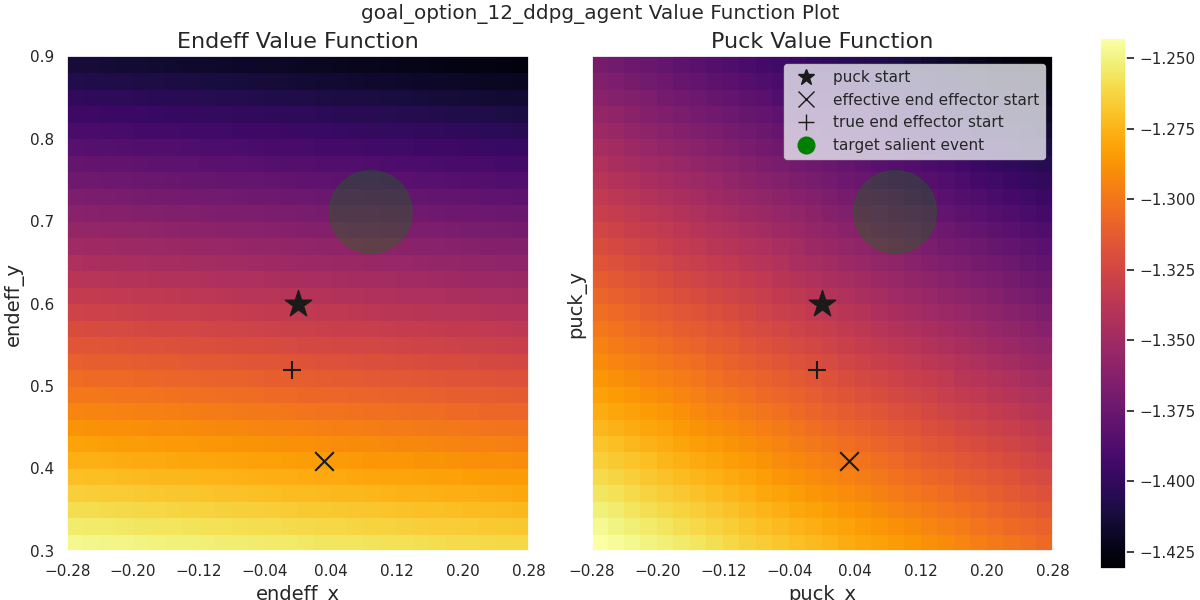 goal_option_12_ddpg_agent Value Function Plot
Endeff Value Function
Puck Value Function
0.9
0.8
0.7
0.6
0.5
0.4
0.3
endeff_y
−0.28 −0.20 −0.12 −0.04 0.04 0.12 0.20 0.28
endeff_x
puck_y
puck start
effective end effector start
true end effector start
target salient event
−0.28 −0.20 −0.12 −0.04 0.04 0.12 0.20 0.28
puck_x
−1.250
−1.275
−1.300
−1.325
−1.350
−1.375
−1.400
−1.425